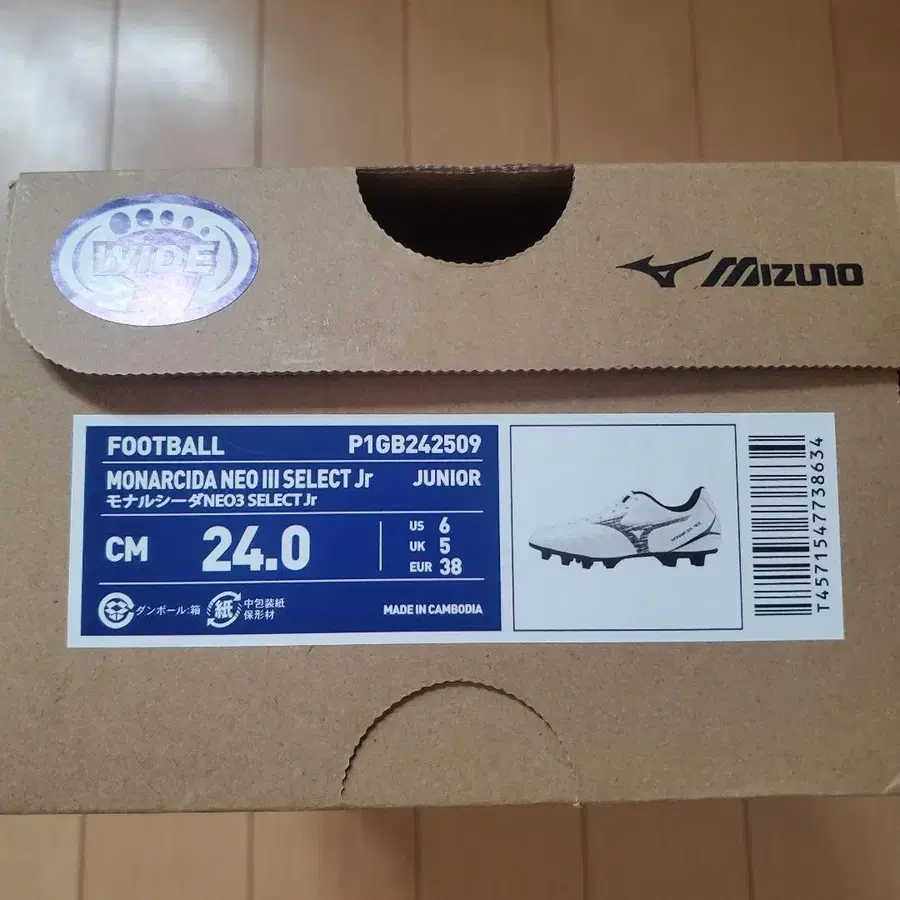 WIDE
MIZUNO
FOOTBALL P1GB242509
MONARCIDA NEO III SELECT Jr JUNIOR
モナルシーダNEO3 SELECT Jr
CM 24.0
US 6
UK 5
EUR 38
ダンボール:箱
紙
中包装紙
保形材
MADE IN CAMBODIA
T4571547738634